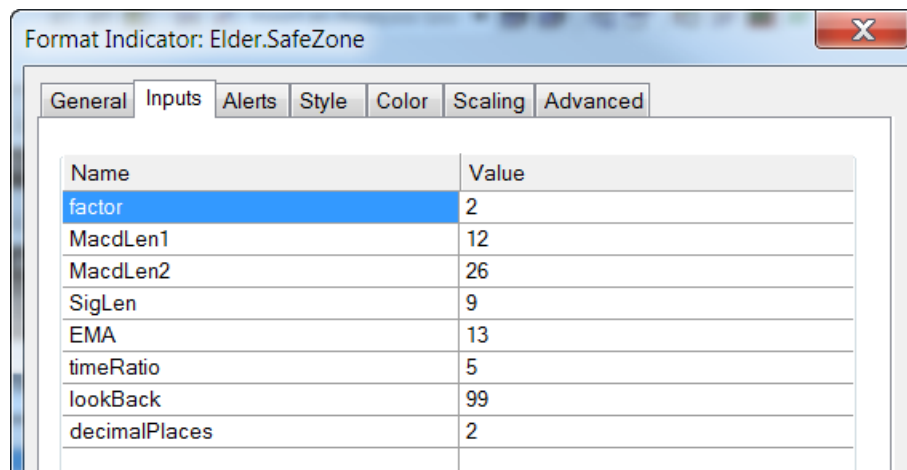 Format Indicator: Elder.SafeZone
X
General Inputs Alerts Style Color Scaling Advanced
Name Value
factor 2
MacdLen1 12
MacdLen2 26
SigLen 9
EMA 13
timeRatio 5
lookBack 99
decimalPlaces 2